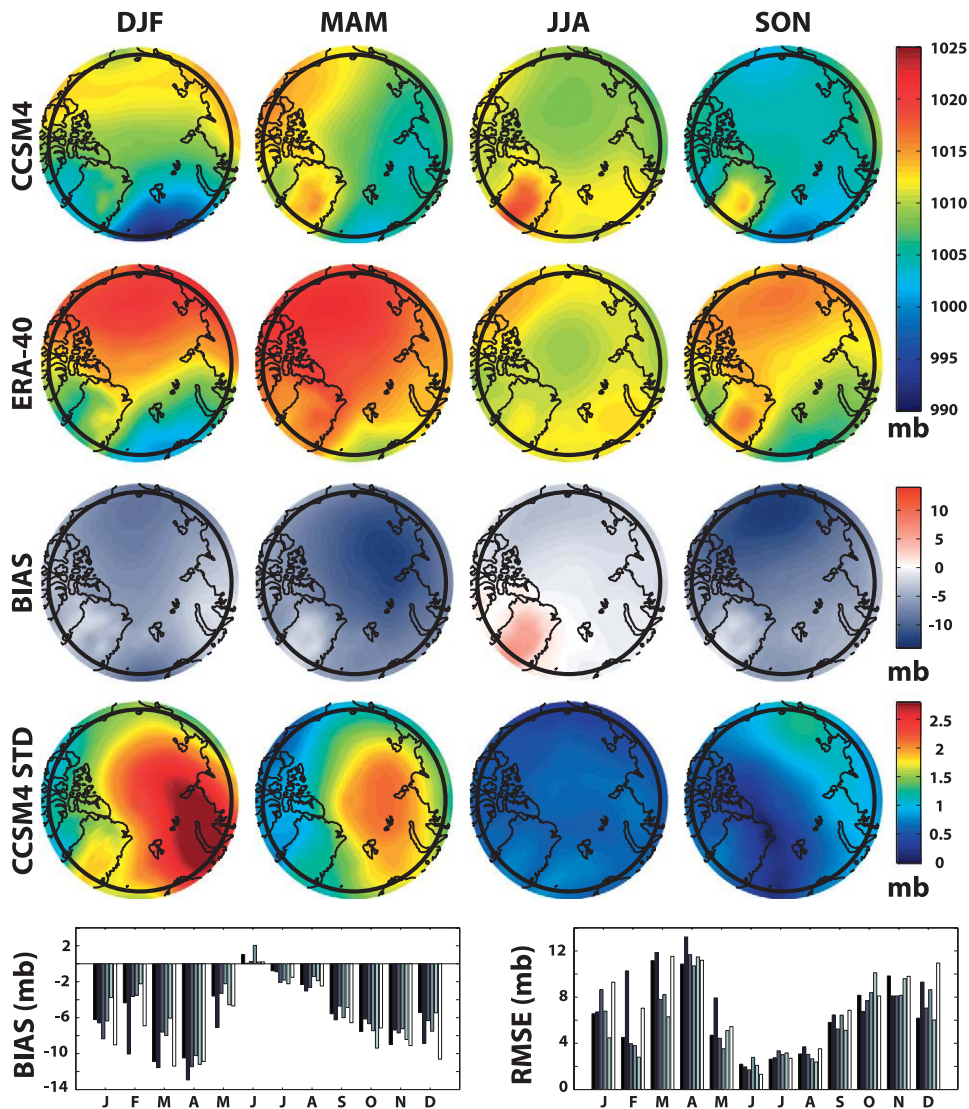 DJF MAM JJA SON
CCSM4
1025
1020
1015
1010
1005
1000
995
990
mb
ERA-40
BIAS
10
5
0
-5
-10
mb
CCSM4 STD
2.5
2
1.5
1
0.5
0
mb
BIAS (mb)
2
-2
-6
-10
-14
J F M A M J J A S O N D
RMSE (mb)
12
8
4
0
J F M A M J J A S O N D